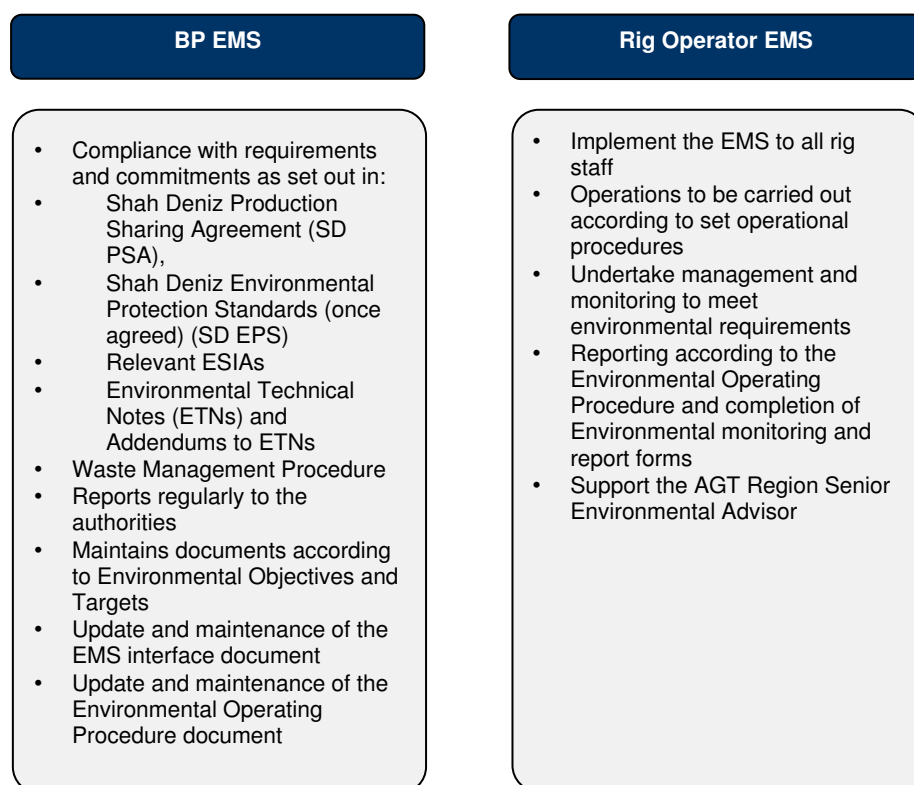 BP EMS
• Compliance with requirements
and commitments as set out in:
• Shah Deniz Production
Sharing Agreement (SD
PSA),
• Shah Deniz Environmental
Protection Standards (once
agreed) (SD EPS)
• Relevant ESIAs
• Environmental Technical
Notes (ETNs) and
Addendums to ETNs
• Waste Management Procedure
• Reports regularly to the
authorities
• Maintains documents according
to Environmental Objectives and
Targets
• Update and maintenance of the
EMS interface document
• Update and maintenance of the
Environmental Operating
Procedure document
Rig Operator EMS
• Implement the EMS to all rig
staff
• Operations to be carried out
according to set operational
procedures
• Undertake management and
monitoring to meet
environmental requirements
• Reporting according to the
Environmental Operating
Procedure and completion of
Environmental monitoring and
report forms
• Support the AGT Region Senior
Environmental Advisor